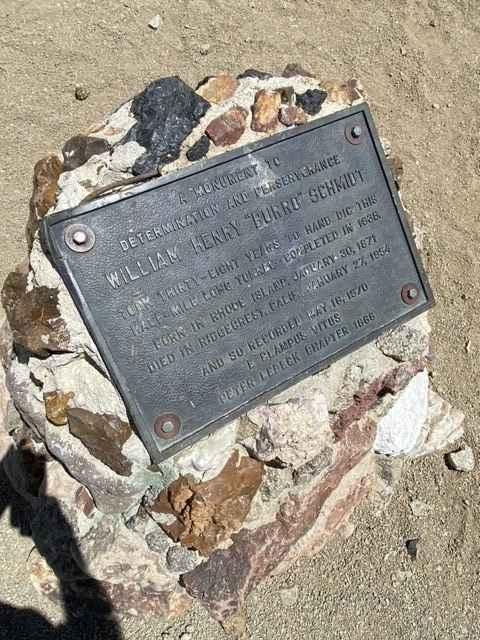 A MONUMENT TO
DETERMINATION AND PERSEVERANCE
WILLIAM HENRY "BURRO" SCHMIDT
TOOK THIRTY-EIGHT YEARS TO HAND DIG THIS
HALF MILE LONG TUNNEL COMPLETED IN 1938.
BORN IN RHODE ISLAND, JANUARY 30, 1871
DIED IN RIDGECREST, CALIF. JANUARY 27, 1954
AND SO RECORDED MAY 16, 1970
E CLAMPUS VITUS
PETER LEBECK CHAPTER 1866